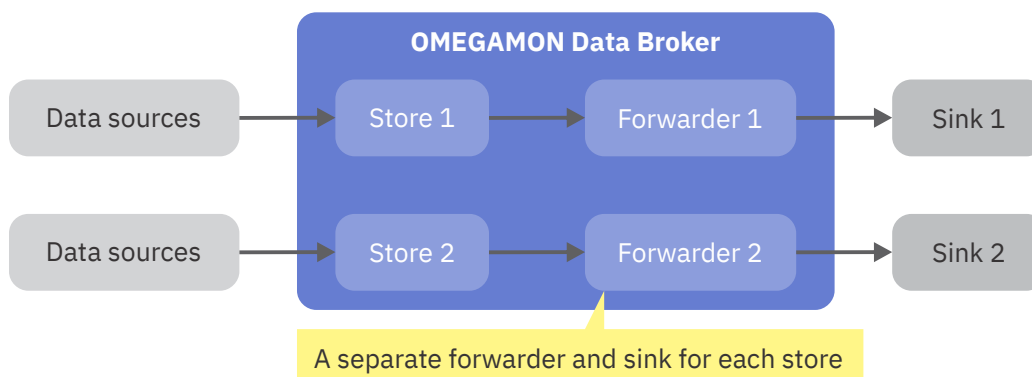 OMEGAMON Data Broker
Data sources
Store 1
Forwarder 1
Sink 1
Data sources
Store 2
Forwarder 2
Sink 2
A separate forwarder and sink for each store